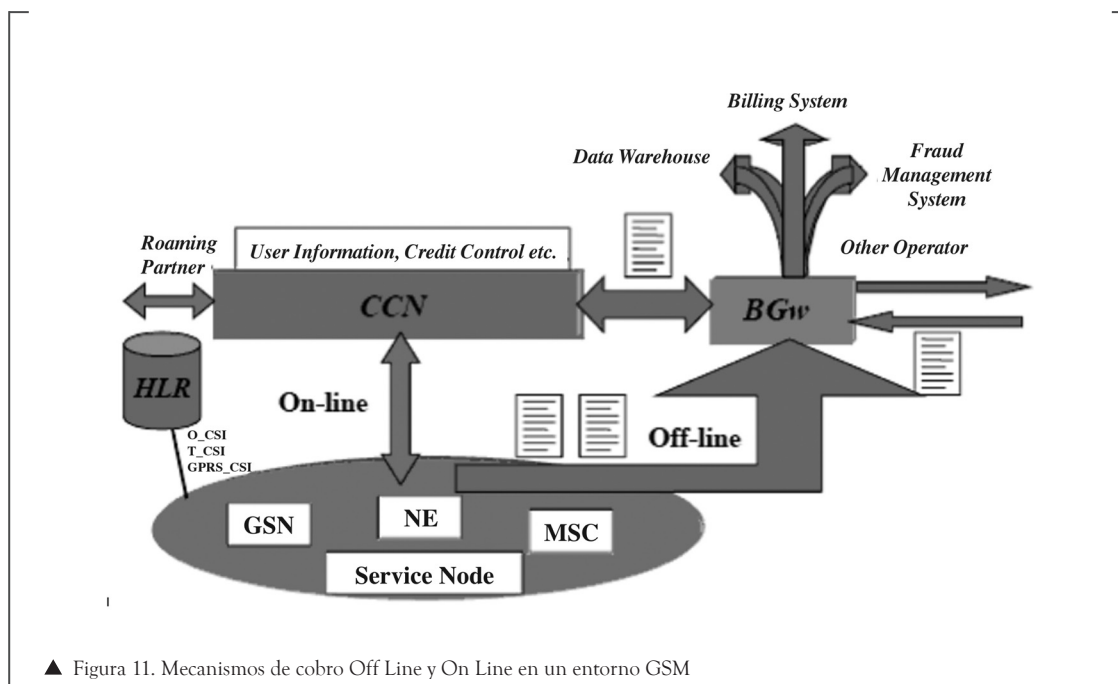 Billing System
Data Warehouse
Fraud
Management
System
Roaming
Partner
User Information, Credit Control etc.
Other Operator
CCN
BGw
HLR
On-line
Off-line
O_CSI
T_CSI
GPRS_CSI
GSN
NE
MSC
Service Node
▲ Figura 11. Mecanismos de cobro Off Line y On Line en un entorno GSM